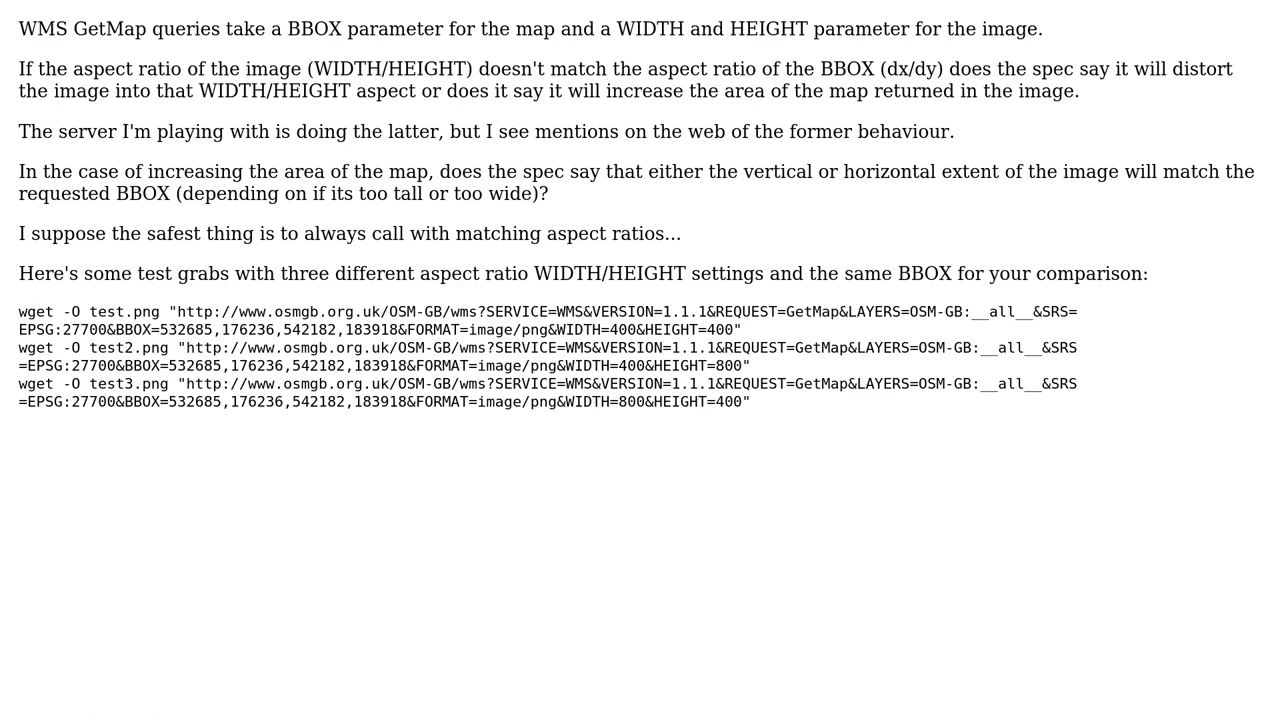 WMS GetMap queries take a BBOX parameter for the map and a WIDTH and HEIGHT parameter for the image.
If the aspect ratio of the image (WIDTH/HEIGHT) doesn't match the aspect ratio of the BBOX (dx/dy) does the spec say it will distort
the image into that WIDTH/HEIGHT aspect or does it say it will increase the area of the map returned in the image.
The server I'm playing with is doing the latter, but I see mentions on the web of the former behaviour.
In the case of increasing the area of the map, does the spec say that either the vertical or horizontal extent of the image will match the
requested BBOX (depending on if its too tall or too wide)?
I suppose the safest thing is to always call with matching aspect ratios...
Here's some test grabs with three different aspect ratio WIDTH/HEIGHT settings and the same BBOX for your comparison:
wget -O test.png "http://www.osmgb.org.uk/OSM-GB/wms?SERVICE=WMS&VERSION=1.1.1&REQUEST=GetMap&LAYERS=OSM-GB:__all__&SRS=
EPSG:27700&BBOX=532685,176236,542182,183918&FORMAT=image/png&WIDTH=400&HEIGHT=400"
wget -O test2.png "http://www.osmgb.org.uk/OSM-GB/wms?SERVICE=WMS&VERSION=1.1.1&REQUEST=GetMap&LAYERS=OSM-GB:__all__&SRS
=EPSG:27700&BBOX=532685,176236,542182,183918&FORMAT=image/png&WIDTH=400&HEIGHT=800"
wget -O test3.png "http://www.osmgb.org.uk/OSM-GB/wms?SERVICE=WMS&VERSION=1.1.1&REQUEST=GetMap&LAYERS=OSM-GB:__all__&SRS
=EPSG:27700&BBOX=532685,176236,542182,183918&FORMAT=image/png&WIDTH=800&HEIGHT=400"